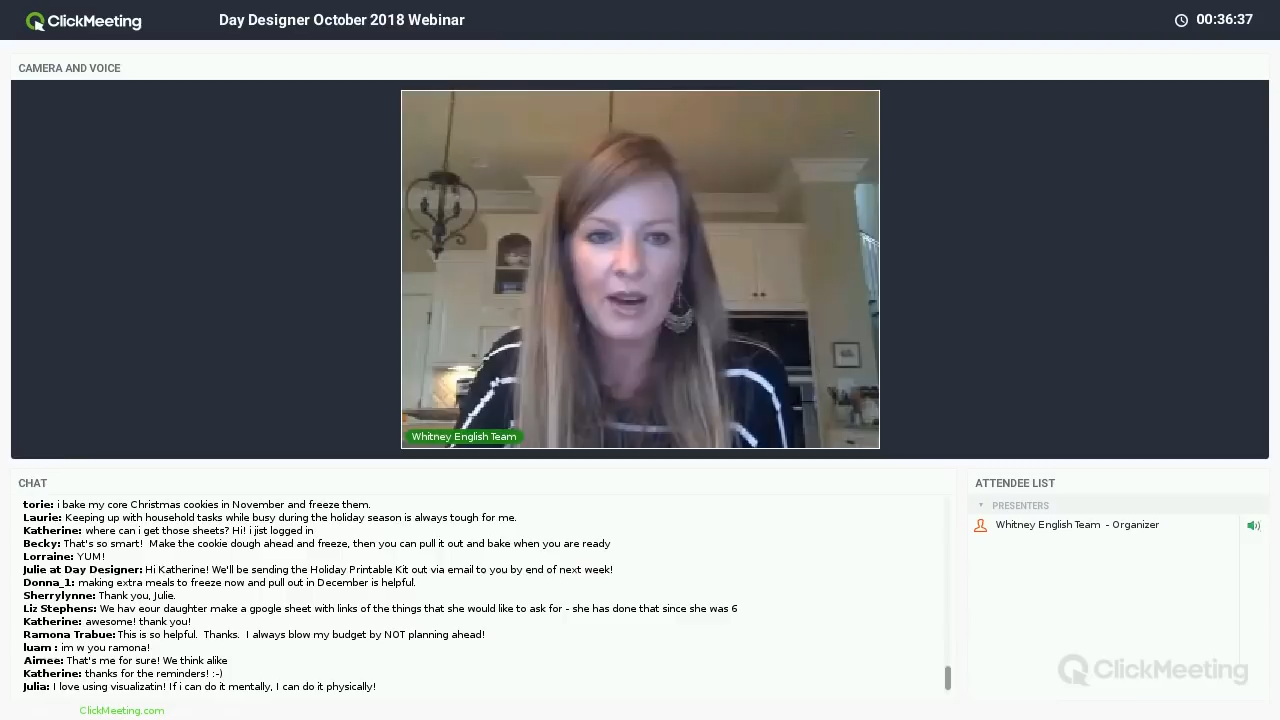 ClickMeeting
Day Designer October 2018 Webinar
00:36:37
CAMERA AND VOICE
Whitney English Team
CHAT
torie: i bake my core Christmas cookies in November and freeze them.
Laurie: Keeping up with household tasks while busy during the holiday season is always tough for me.
Katherine: where can i get those sheets? Hi! i jist logged in
Becky: That's so smart!  Make the cookie dough ahead and freeze, then you can pull it out and bake when you are ready
Lorraine: YUM!
Julie at Day Designer: Hi Katherine! We'll be sending the Holiday Printable Kit out via email to you by end of next week!
Donna_1: making extra meals to freeze now and pull out in December is helpful.
Sherrylynne: Thank you, Julie.
Liz Stephens: We hav eour daughter make a gpogle sheet with links of the things that she would like to ask for - she has done that since she was 6
Katherine: awesome! thank you!
Ramona Trabue: This is so helpful.  Thanks.  I always blow my budget by NOT planning ahead!
luam : im w you ramona!
Aimee: That's me for sure! We think alike
Katherine: thanks for the reminders! :-)
Julia: I love using visualizatin! If i can do it mentally, I can do it physically!
ATTENDEE LIST
PRESENTERS
Whitney English Team - Organizer
ClickMeeting
ClickMeeting.com